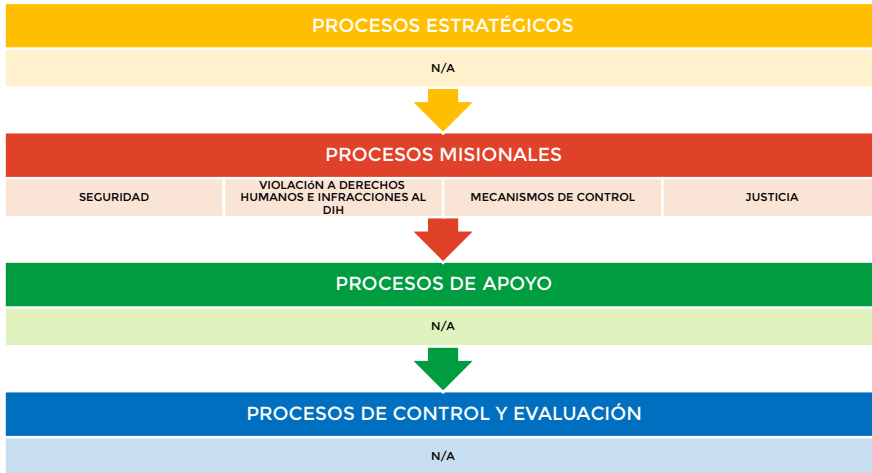 PROCESOS ESTRATÉGICOS
N/A
PROCESOS MISIONALES
SEGURIDAD
VIOLACIóN A DERECHOS
HUMANOS E INFRACCIONES AL
DIH
MECANISMOS DE CONTROL
JUSTICIA
PROCESOS DE APOYO
N/A
PROCESOS DE CONTROL Y EVALUACIÓN
N/A